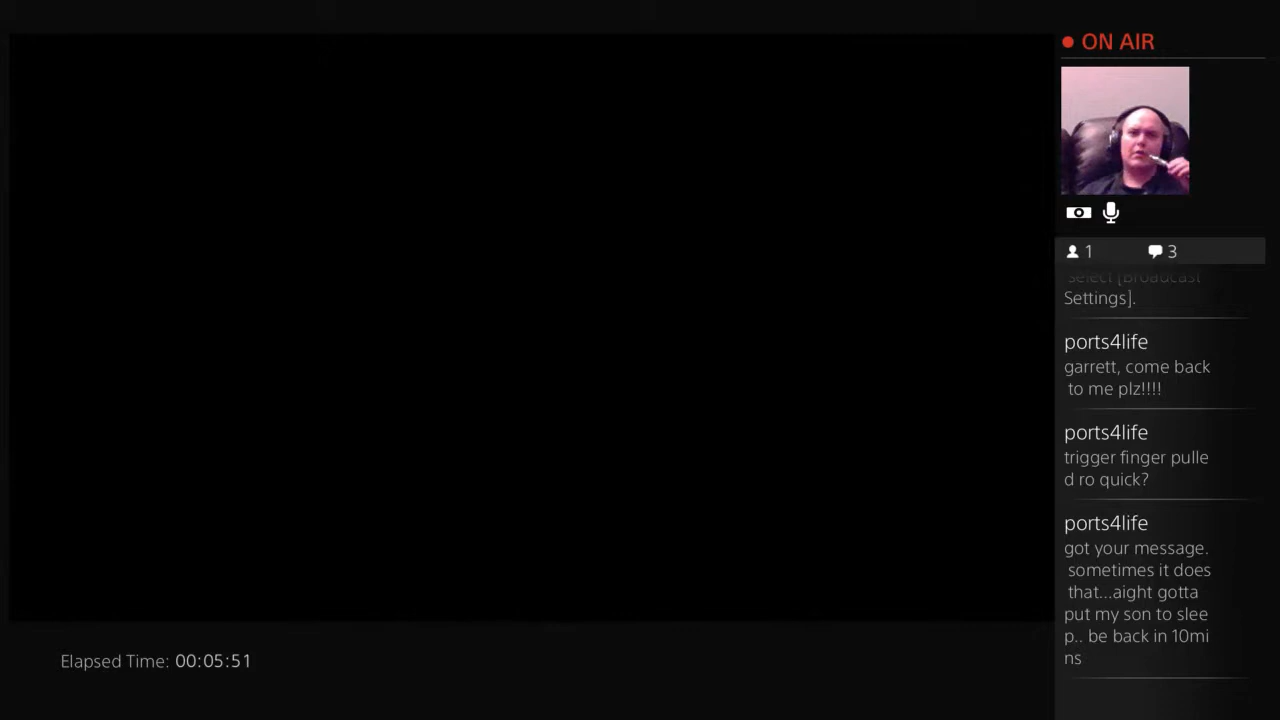 ON AIR
1 3
select [Broadcast
Settings].
ports4life
garrett, come back
to me plz!!!!
ports4life
trigger finger pulle
d ro quick?
ports4life
got your message.
sometimes it does
that...aight gotta
put my son to slee
p.. be back in 10mi
ns
Elapsed Time: 00:05:51